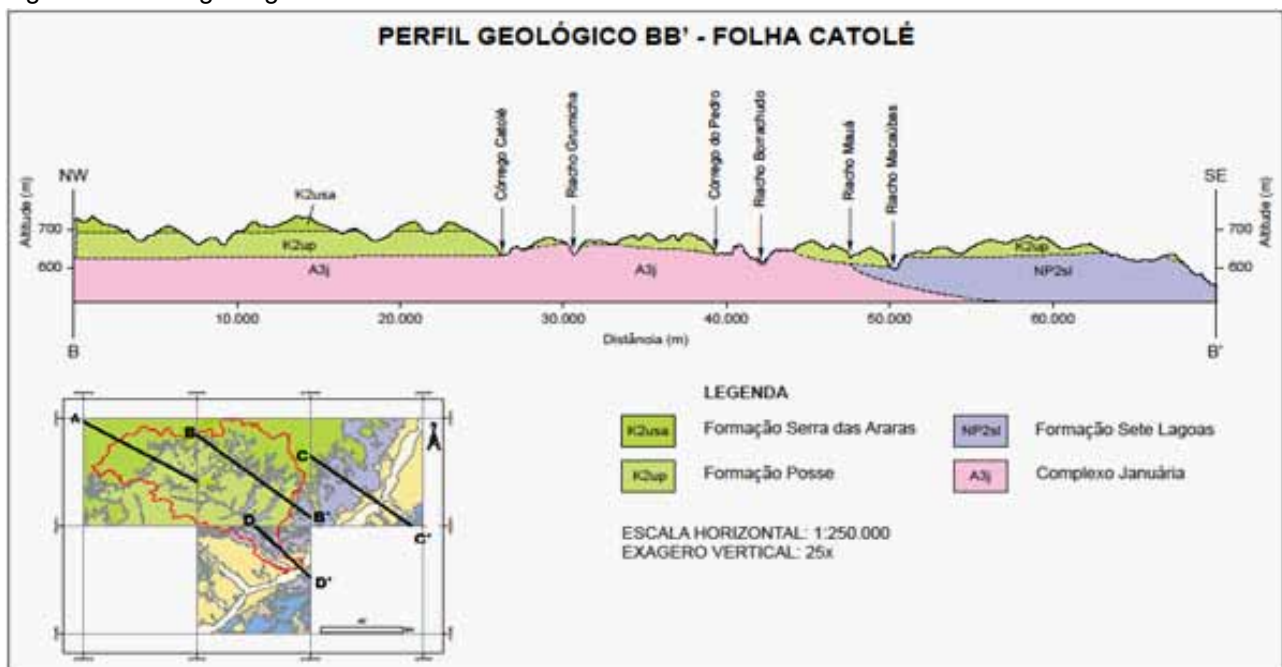 PERFIL GEOLÓGICO BB' - FOLHA CATOLÉ
Córrego Catolé
Riacho Grumicha
Córrego do Pedro
Riacho Borrachudo
Riacho Mauá
Riacho Macaúbas
NW
SE
Altitude (m)
Altitude (m)
700
600
700
600
K2usa
K2up
A3j
A3j
K2up
NP2sl
10.000
20.000
30.000
40.000
50.000
60.000
Distância (m)
B
B'
A
B
C
B'
D
C'
D'
LEGENDA
K2usa Formação Serra das Araras
NP2sl Formação Sete Lagoas
K2up Formação Posse
A3j Complexo Januária
ESCALA HORIZONTAL: 1:250.000
EXAGERO VERTICAL: 25x